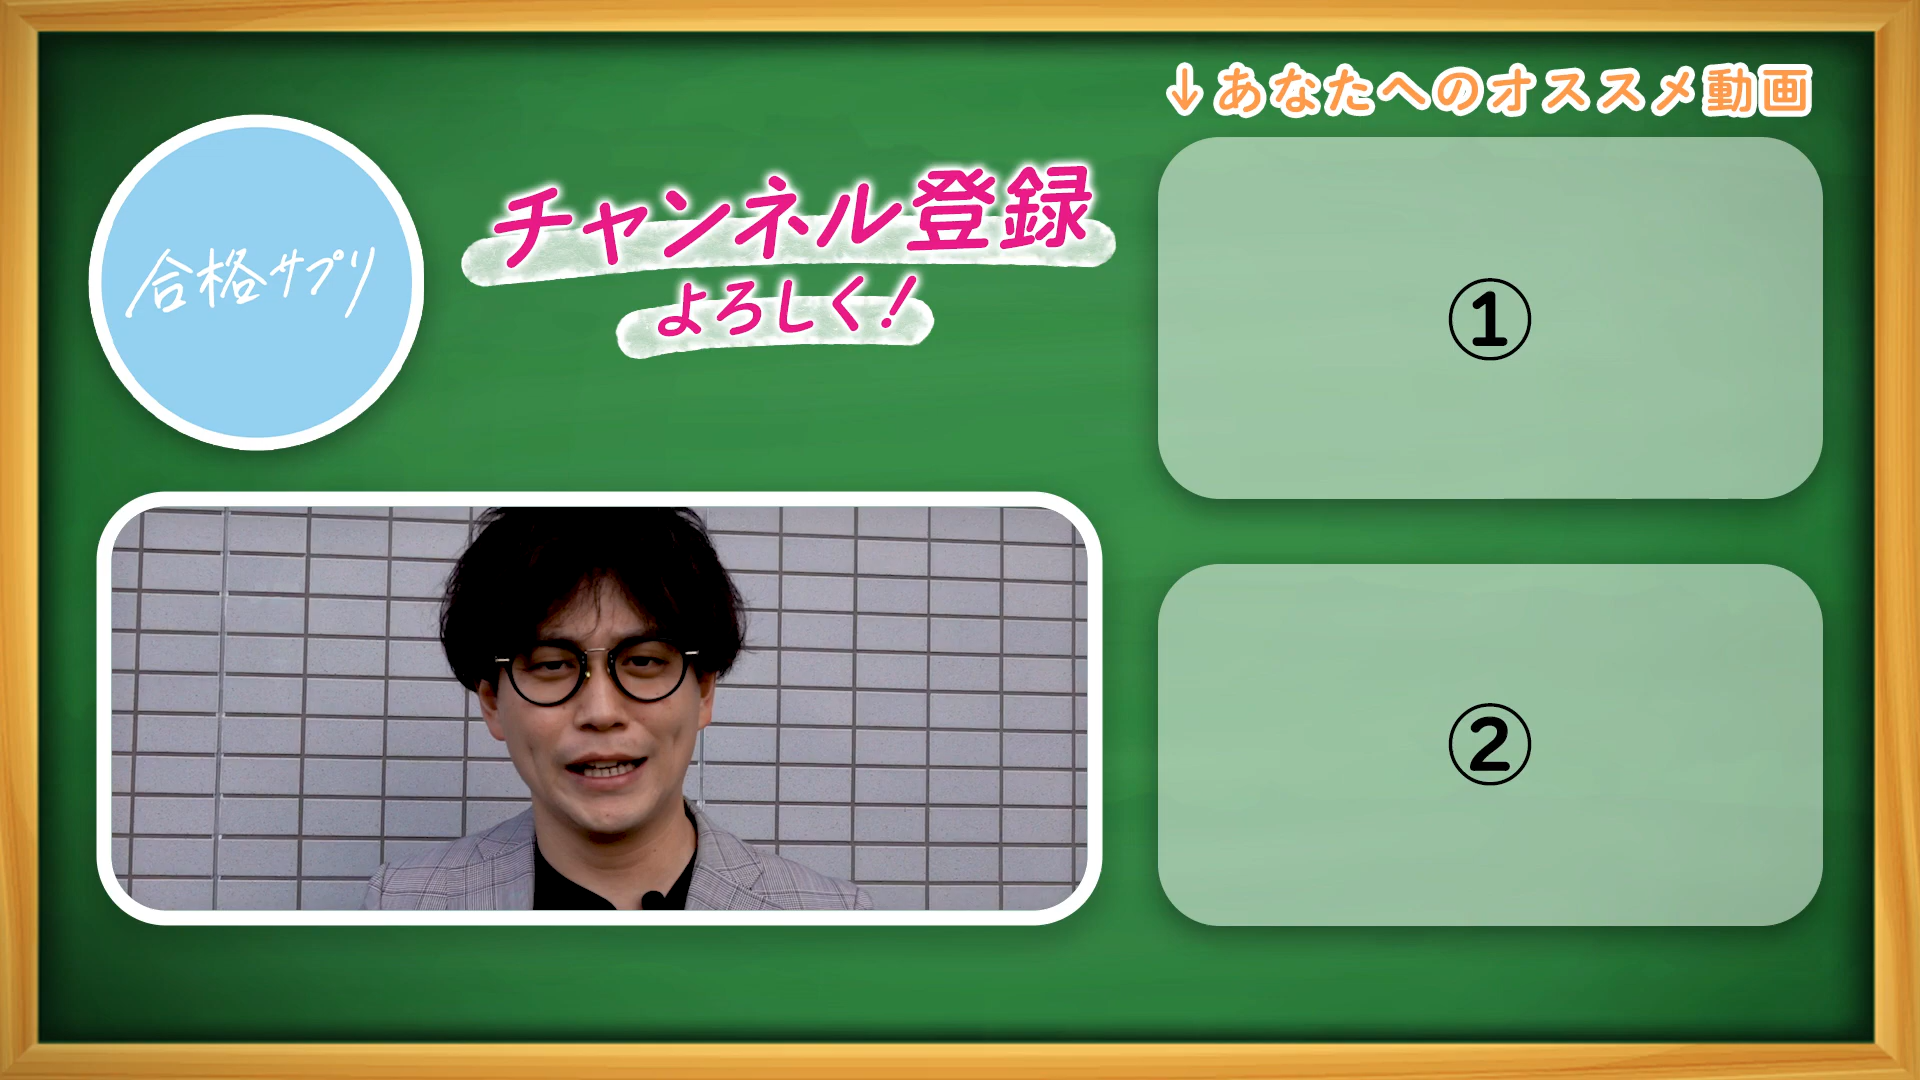 合格サプリ
チャンネル登録
よろしく!
↓あなたへのオススメ動画
①
②